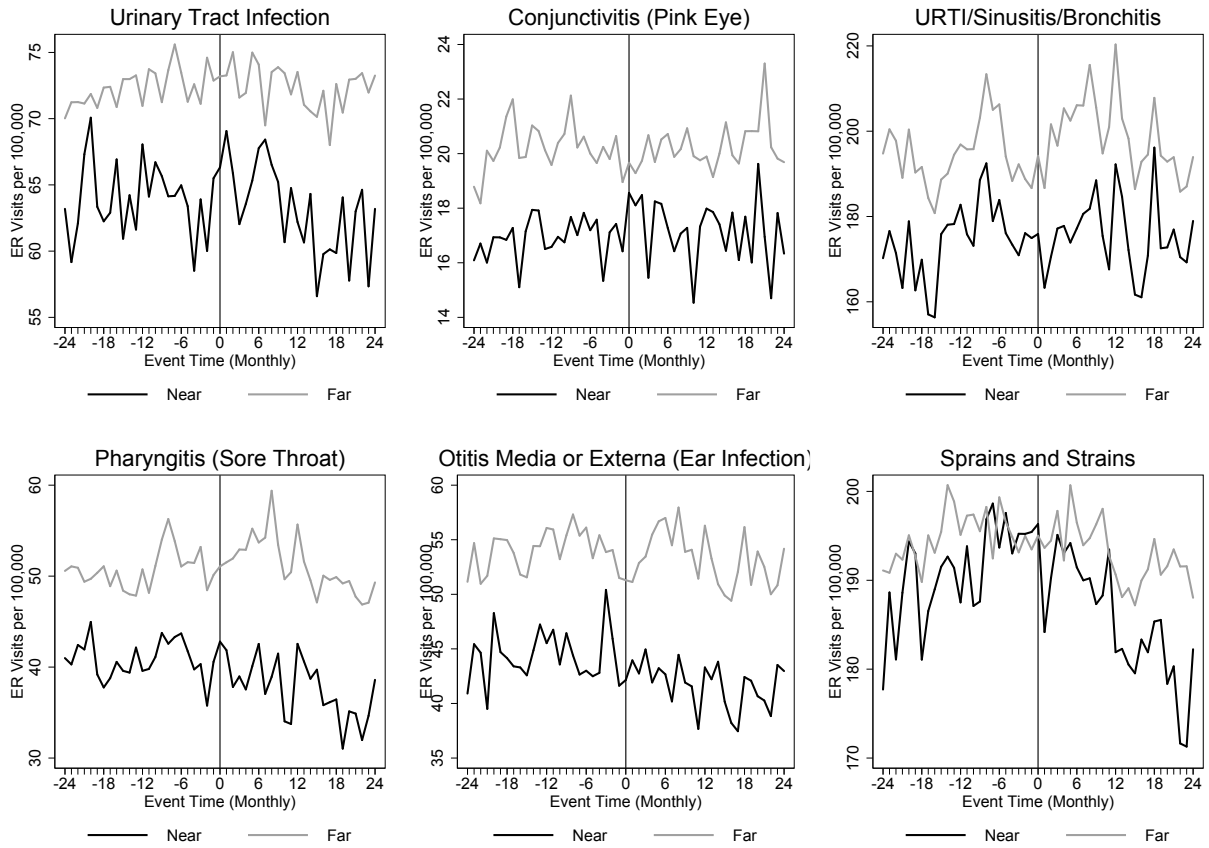 Urinary Tract Infection
ER Visits per 100,000
75
70
65
60
55
-24 -18 -12 -6 0 6 12 18 24
Event Time (Monthly)
Near Far
Conjunctivitis (Pink Eye)
ER Visits per 100,000
24
22
20
18
16
14
-24 -18 -12 -6 0 6 12 18 24
Event Time (Monthly)
Near Far
URTI/Sinusitis/Bronchitis
ER Visits per 100,000
220
200
180
160
-24 -18 -12 -6 0 6 12 18 24
Event Time (Monthly)
Near Far
Pharyngitis (Sore Throat)
ER Visits per 100,000
60
50
40
30
-24 -18 -12 -6 0 6 12 18 24
Event Time (Monthly)
Near Far
Otitis Media or Externa (Ear Infection)
ER Visits per 100,000
60
55
50
45
40
35
-24 -18 -12 -6 0 6 12 18 24
Event Time (Monthly)
Near Far
Sprains and Strains
ER Visits per 100,000
200
190
180
170
-24 -18 -12 -6 0 6 12 18 24
Event Time (Monthly)
Near Far